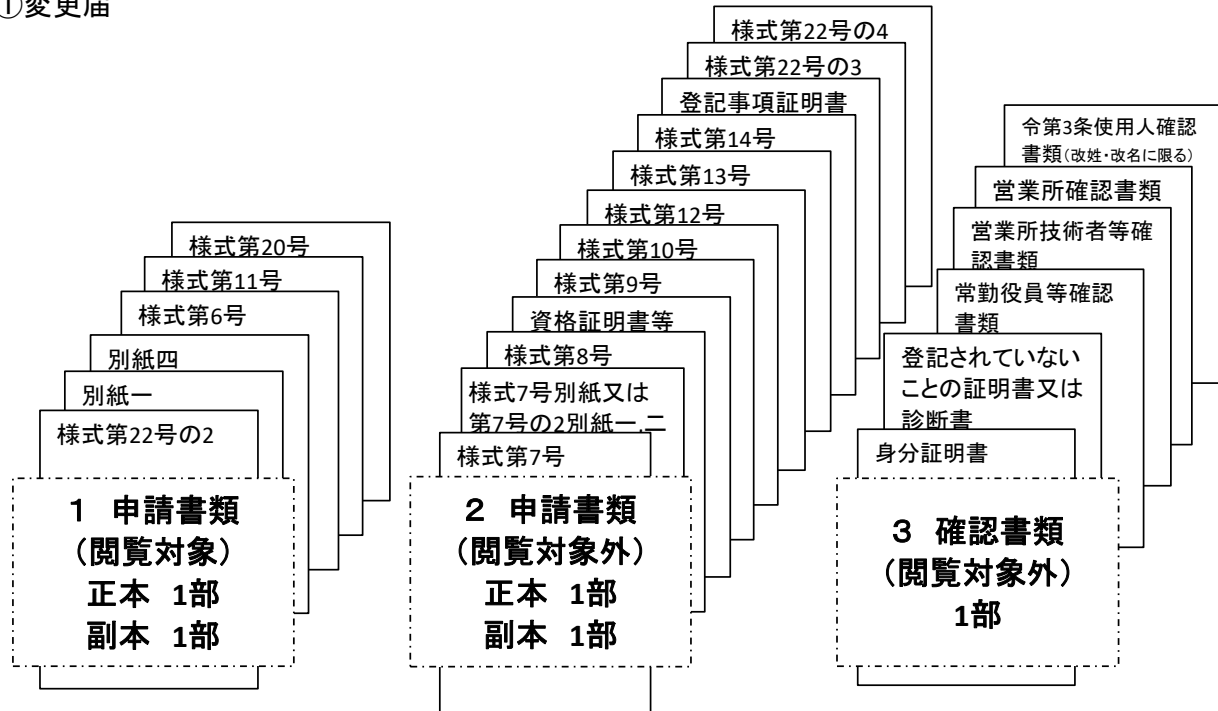 ①変更届
様式第20号
様式第11号
様式第6号
別紙四
別紙一
様式第22号の2
1 申請書類
(閲覧対象)
正本 1部
副本 1部
様式第22号の4
様式第22号の3
登記事項証明書
様式第14号
様式第13号
様式第12号
様式第10号
様式第9号
資格証明書等
様式第8号
様式7号別紙又は
第7号の2別紙一.二
様式第7号
2 申請書類
(閲覧対象外)
正本 1部
副本 1部
令第3条使用人確認
書類(改姓・改名に限る)
営業所確認書類
営業所技術者等確
認書類
常勤役員等確認
書類
登記されていない
ことの証明書又は
診断書
身分証明書
3 確認書類
(閲覧対象外)
1部